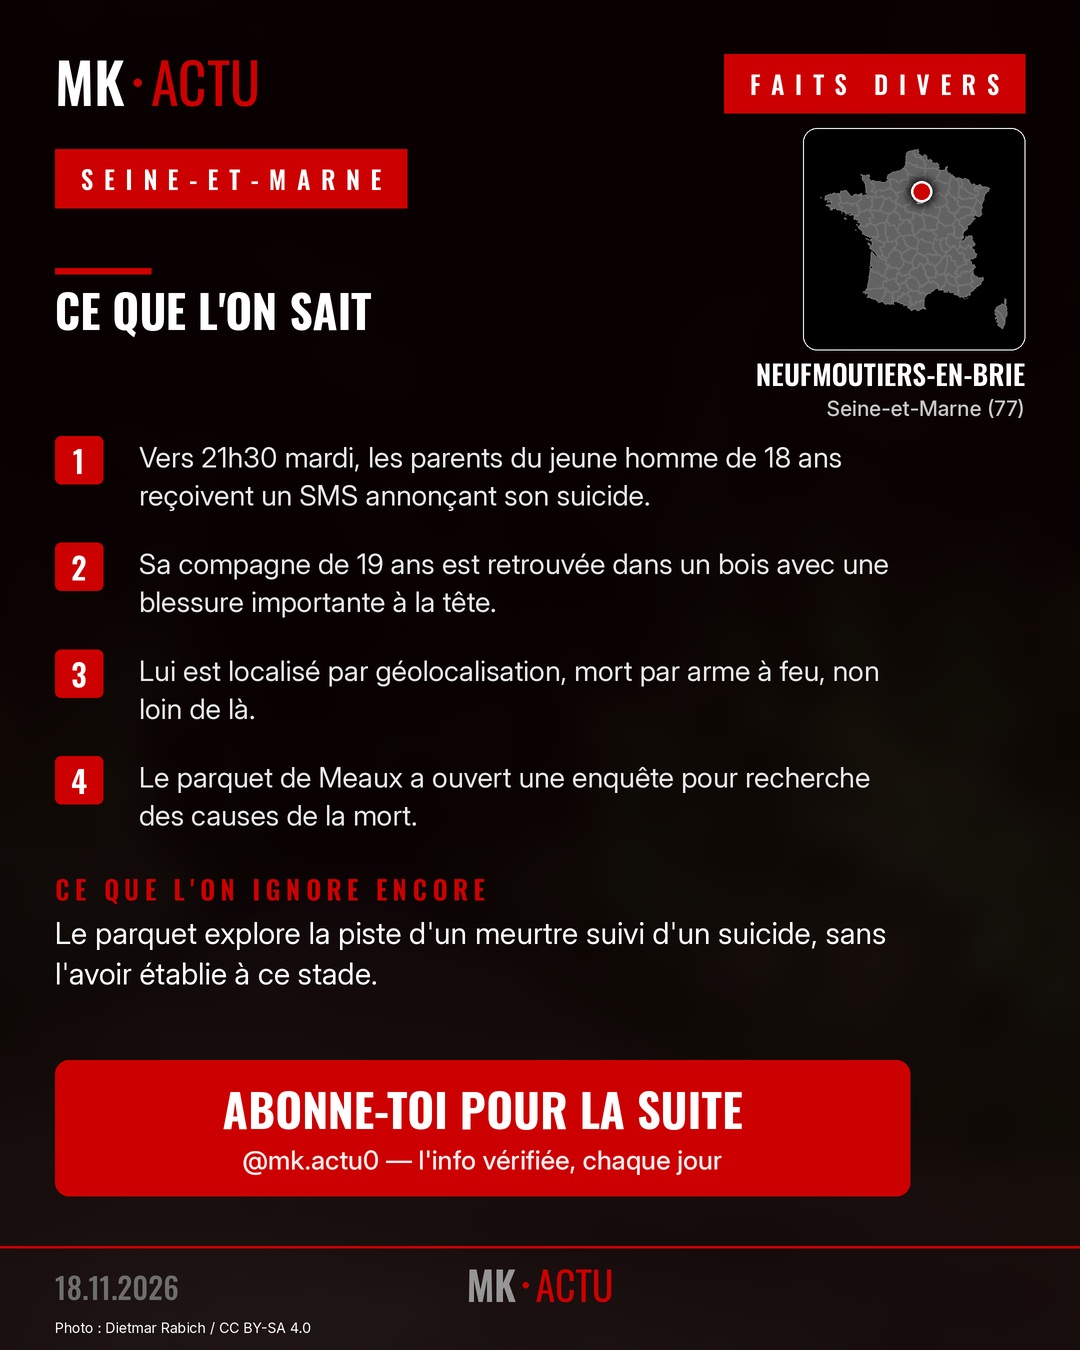 MK·ACTU
FAITS DIVERS
SEINE-ET-MARNE
CE QUE L'ON SAIT
NEUFMOUTIERS-EN-BRIE
Seine-et-Marne (77)
1
Vers 21h30 mardi, les parents du jeune homme de 18 ans
reçoivent un SMS annonçant son suicide.
2
Sa compagne de 19 ans est retrouvée dans un bois avec une
blessure importante à la tête.
3
Lui est localisé par géolocalisation, mort par arme à feu, non
loin de là.
4
Le parquet de Meaux a ouvert une enquête pour recherche
des causes de la mort.
CE QUE L'ON IGNORE ENCORE
Le parquet explore la piste d'un meurtre suivi d'un suicide, sans
l'avoir établie à ce stade.
ABONNE-TOI POUR LA SUITE
@mk.actu0 — l'info vérifiée, chaque jour
18.11.2026
MK·ACTU
Photo : Dietmar Rabich / CC BY-SA 4.0